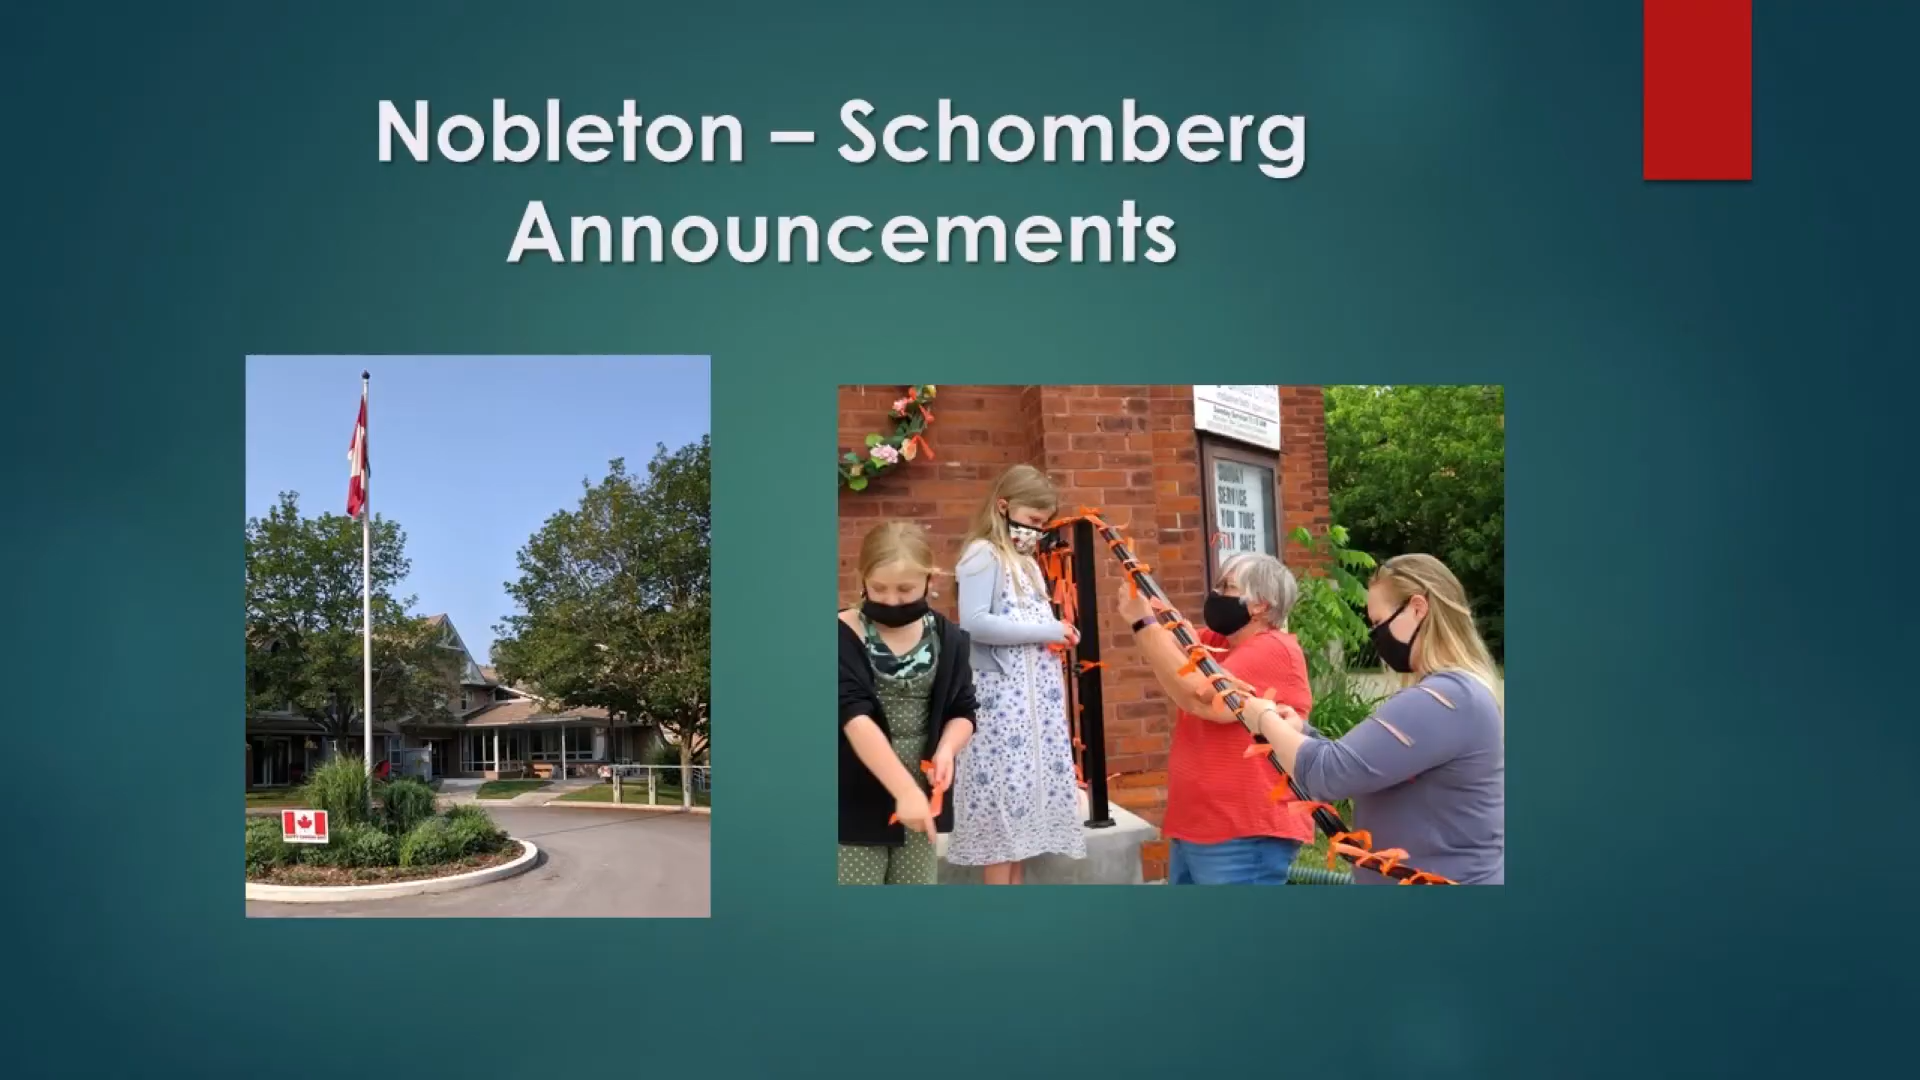 Nobleton – Schomberg
Announcements
SUNDAY
SERVICE
YOU TUBE
STAY SAFE